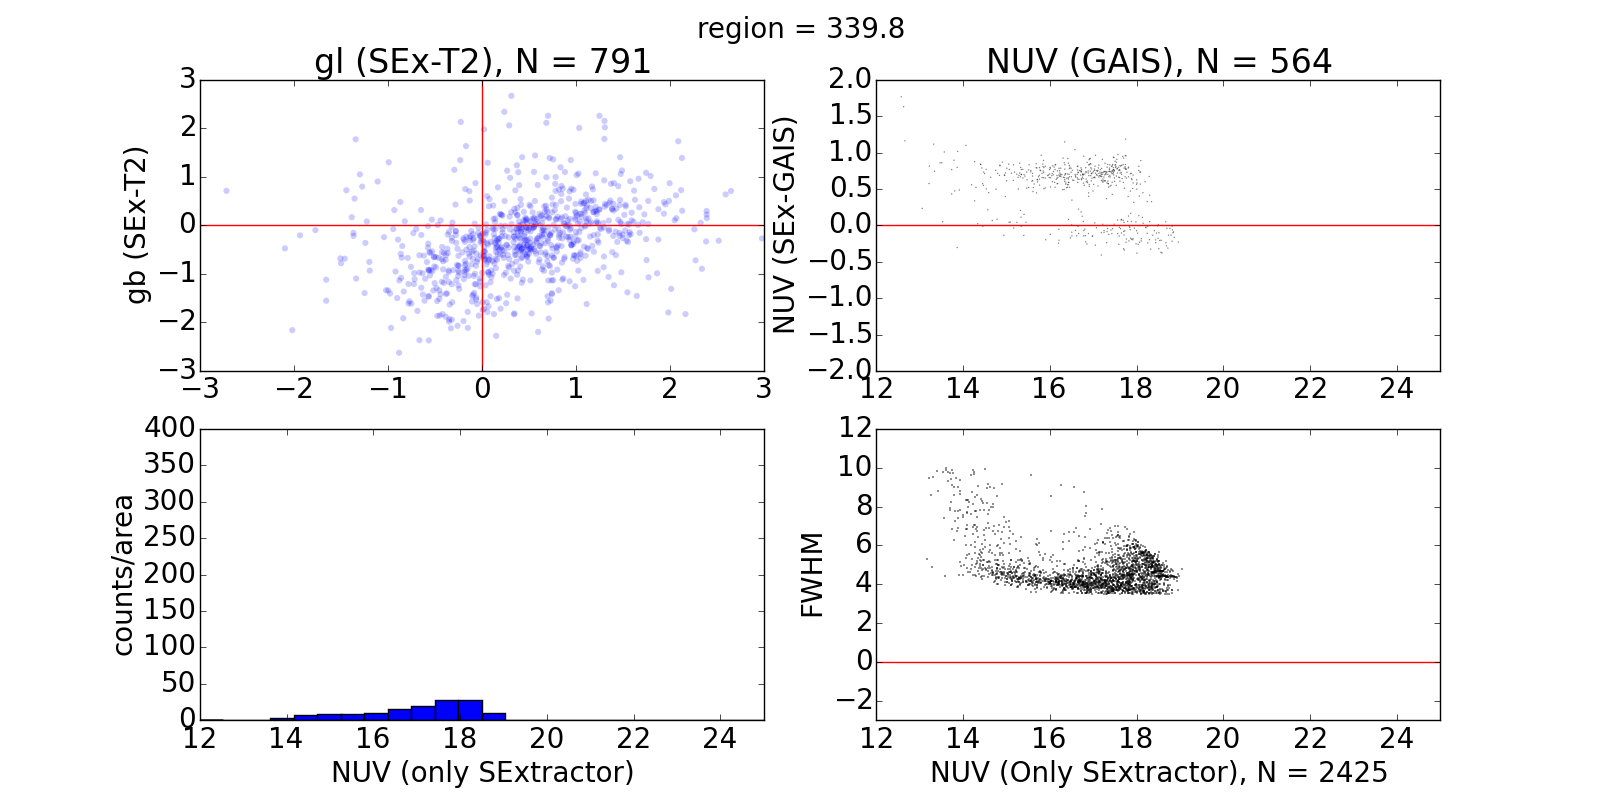 region = 339.8
gl (SEx-T2), N = 791
3
2
1
0
−1
−2
−3
gb (SEx-T2)
−3 −2 −1 0 1 2 3
NUV (GAIS), N = 564
2.0
1.5
1.0
0.5
0.0
−0.5
−1.0
−1.5
−2.0
NUV (SEx-GAIS)
12 14 16 18 20 22 24
400
350
300
250
200
150
100
50
0
counts/area
12 14 16 18 20 22 24
NUV (only SExtractor)
12
10
8
6
4
2
0
−2
FWHM
12 14 16 18 20 22 24
NUV (Only SExtractor), N = 2425